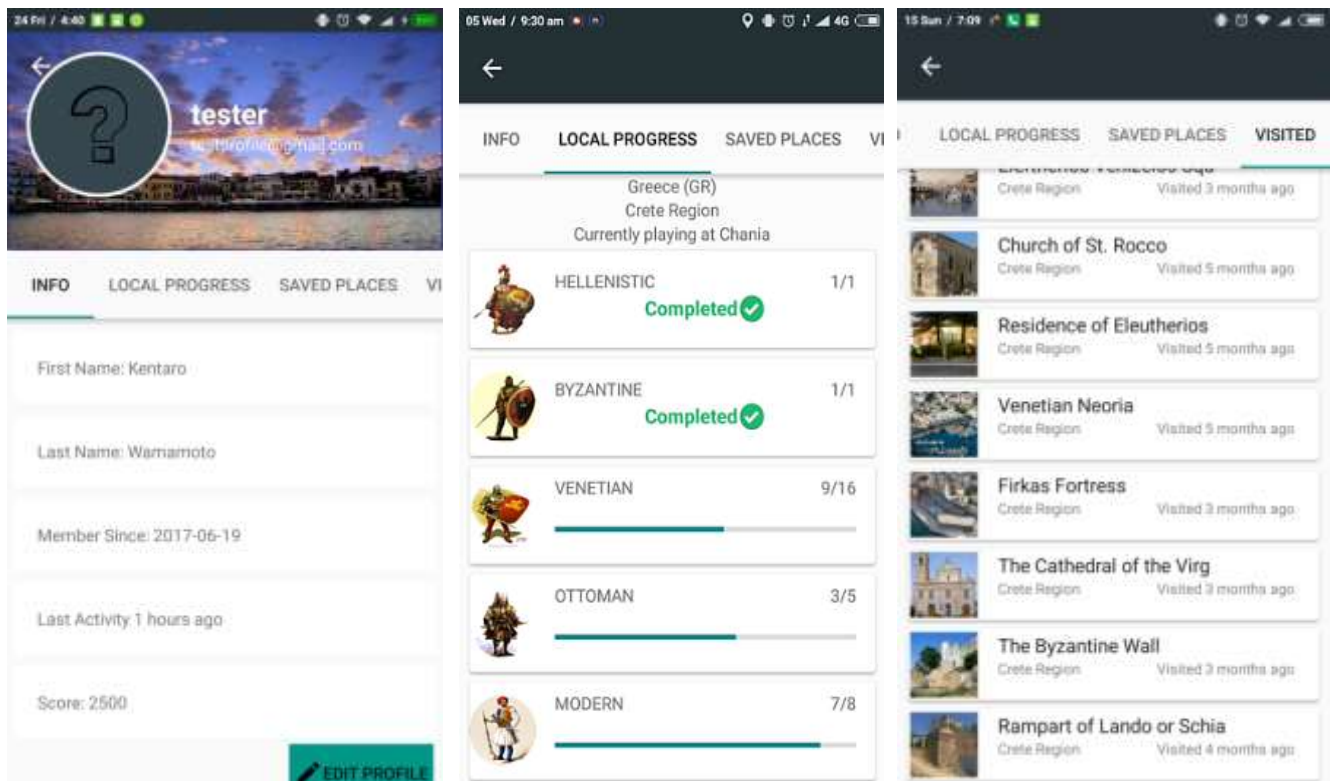 24 Fri / 4:40
tester
testprofile@gmail.com
INFO LOCAL PROGRESS SAVED PLACES VI
First Name: Kentaro
Last Name: Wamamoto
Member Since: 2017-06-19
Last Activity 1 hours ago
Score: 2500
EDIT PROFILE
05 Wed / 9:30 am 4G
INFO LOCAL PROGRESS SAVED PLACES VI
Greece (GR)
Crete Region
Currently playing at Chania
HELLENISTIC 1/1
Completed
BYZANTINE 1/1
Completed
VENETIAN 9/16
OTTOMAN 3/5
MODERN 7/8
15 Sun / 7:09
LOCAL PROGRESS SAVED PLACES VISITED
Crete Region Visited 3 months ago
Church of St. Rocco
Crete Region Visited 5 months ago
Residence of Eleutherios
Crete Region Visited 5 months ago
Venetian Neoria
Crete Region Visited 5 months ago
Firkas Fortress
Crete Region Visited 3 months ago
The Cathedral of the Virg
Crete Region Visited 3 months ago
The Byzantine Wall
Crete Region Visited 3 months ago
Rampart of Lando or Schia
Crete Region Visited 4 months ago